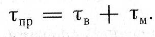 τпр = τв + τм.